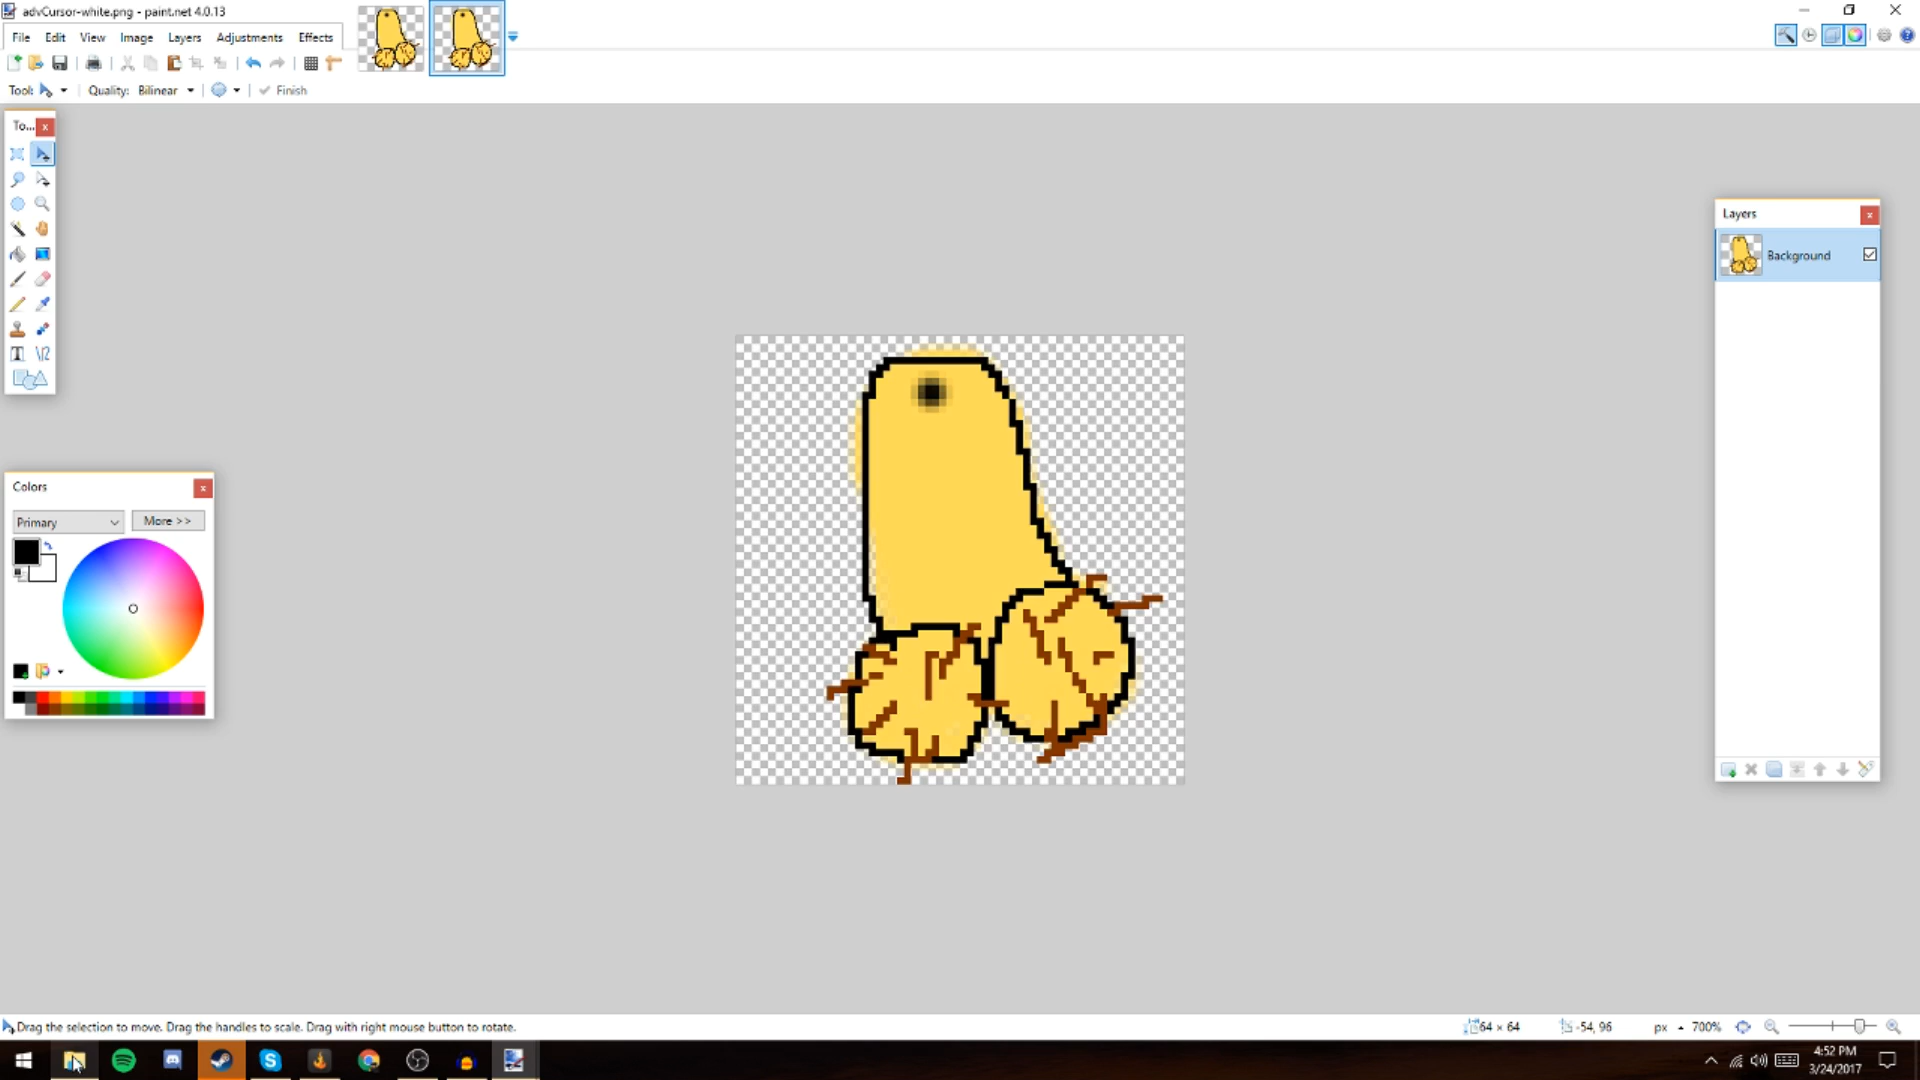 advCursor-white.png - paint.net 4.0.13
File Edit View Image Layers Adjustments Effects
Tool: Quality: Bilinear Finish
To...
Layers
Background
Colors
Primary More >>
Drag the selection to move. Drag the handles to scale. Drag with right mouse button to rotate.
64 × 64 -54, 96 px 700%
4:52 PM
3/24/2017